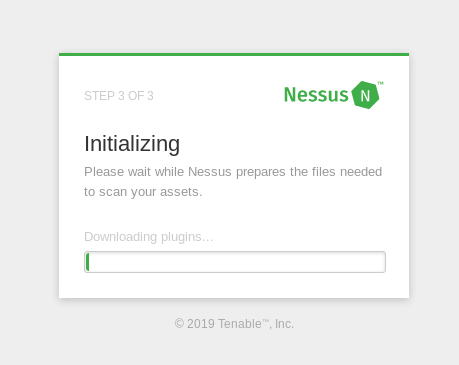 STEP 3 OF 3
Nessus N™
Initializing
Please wait while Nessus prepares the files needed
to scan your assets.
Downloading plugins...
© 2019 Tenable™, Inc.